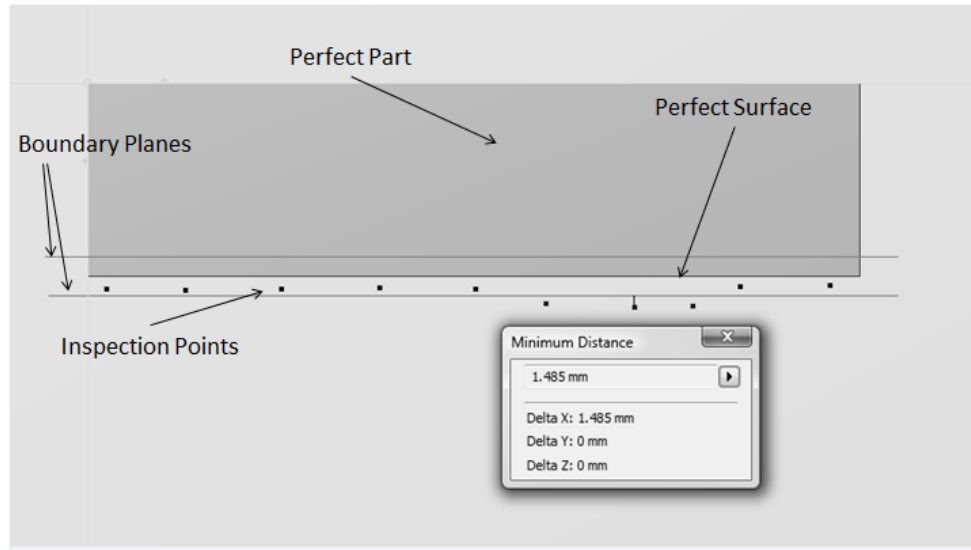 Perfect Part
Perfect Surface
Boundary Planes
Inspection Points
Minimum Distance
1.485 mm
Delta X: 1.485 mm
Delta Y: 0 mm
Delta Z: 0 mm